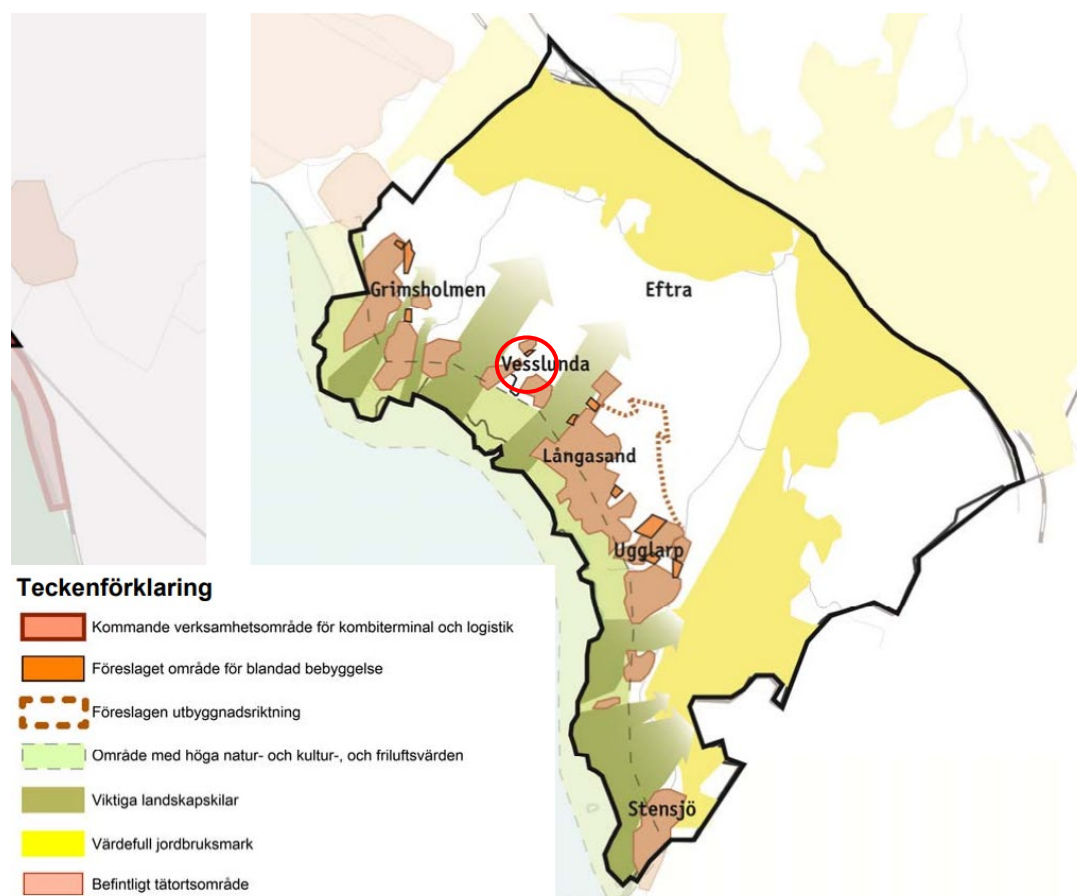 Grimsholmen
Eftra
Vesslunda
Långasand
Ugglarp
Stensjö
Teckenförklaring
Kommande verksamhetsområde för kombiterminal och logistik
Föreslaget område för blandad bebyggelse
Föreslagen utbyggnadsriktning
Område med höga natur- och kultur-, och friluftsvärden
Viktiga landskapskilar
Värdefull jordbruksmark
Befintligt tätortsområde